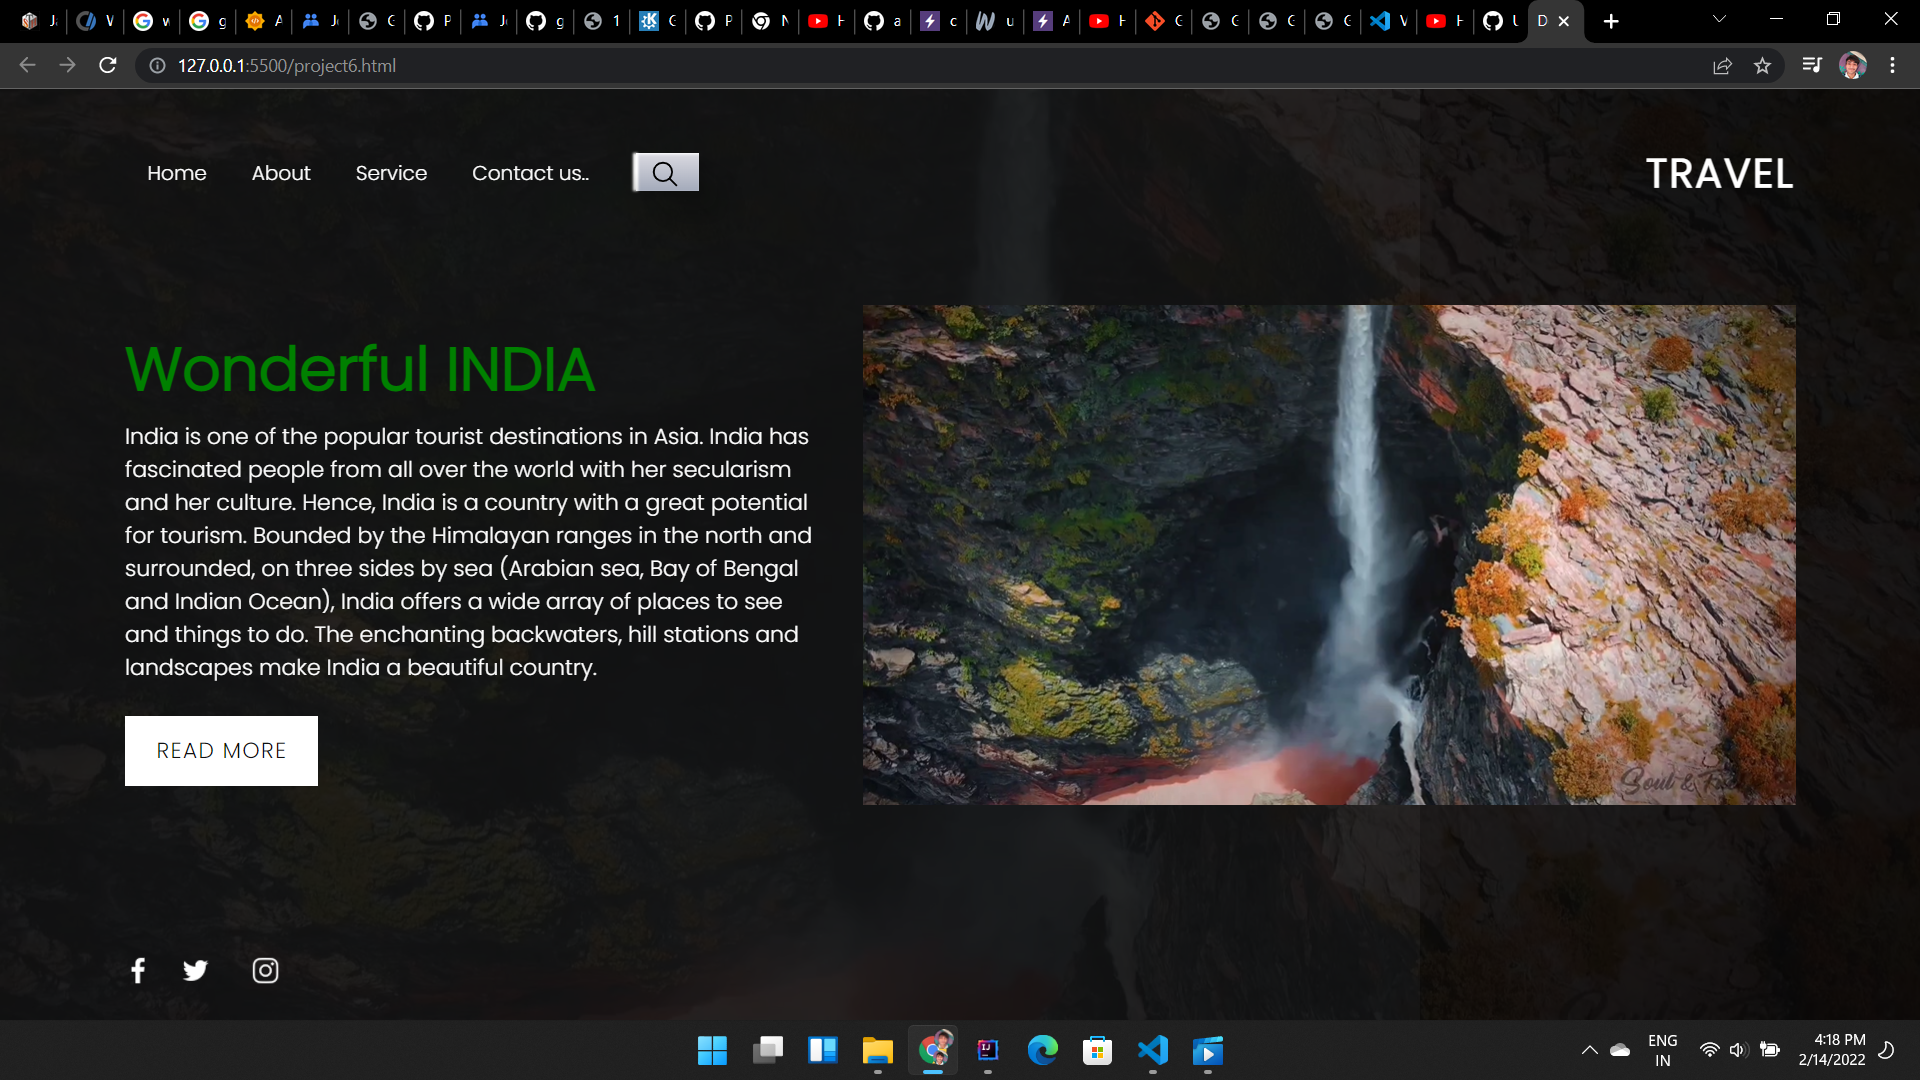 127.0.0.1:5500/project6.html
Home About Service Contact us.. TRAVEL
Wonderful INDIA
India is one of the popular tourist destinations in Asia. India has
fascinated people from all over the world with her secularism
and her culture. Hence, India is a country with a great potential
for tourism. Bounded by the Himalayan ranges in the north and
surrounded, on three sides by sea (Arabian sea, Bay of Bengal
and Indian Ocean), India offers a wide array of places to see
and things to do. The enchanting backwaters, hill stations and
landscapes make India a beautiful country.
READ MORE
Soul &
ENG
IN
4:18 PM
2/14/2022